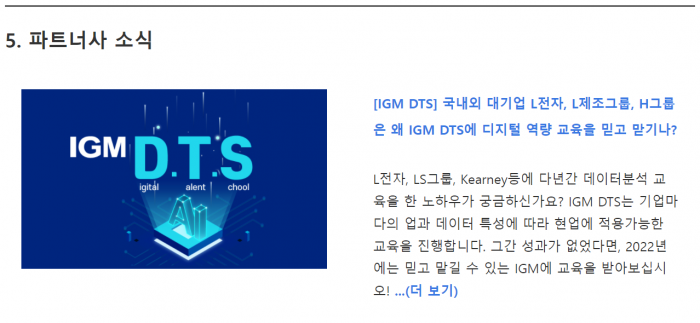 5. 파트너사 소식
IGM D.T.S
igital alent chool
AI
[IGM DTS] 국내외 대기업 L전자, L제조그룹, H그룹
은 왜 IGM DTS에 디지털 역량 교육을 믿고 맏기나?
L전자, LS그룹, Kearney등에 다년간 데이터분석 교
육을 한 노하우가 궁금하신가요? IGM DTS는 기업마
다의 업과 데이터 특성에 따라 현업에 적용가능한
교육을 진행합니다. 그간 성과가 없었다면, 2022년
에는 믿고 맡길 수 있는 IGM에 교육을 받아보십시
오! ...(더 보기)